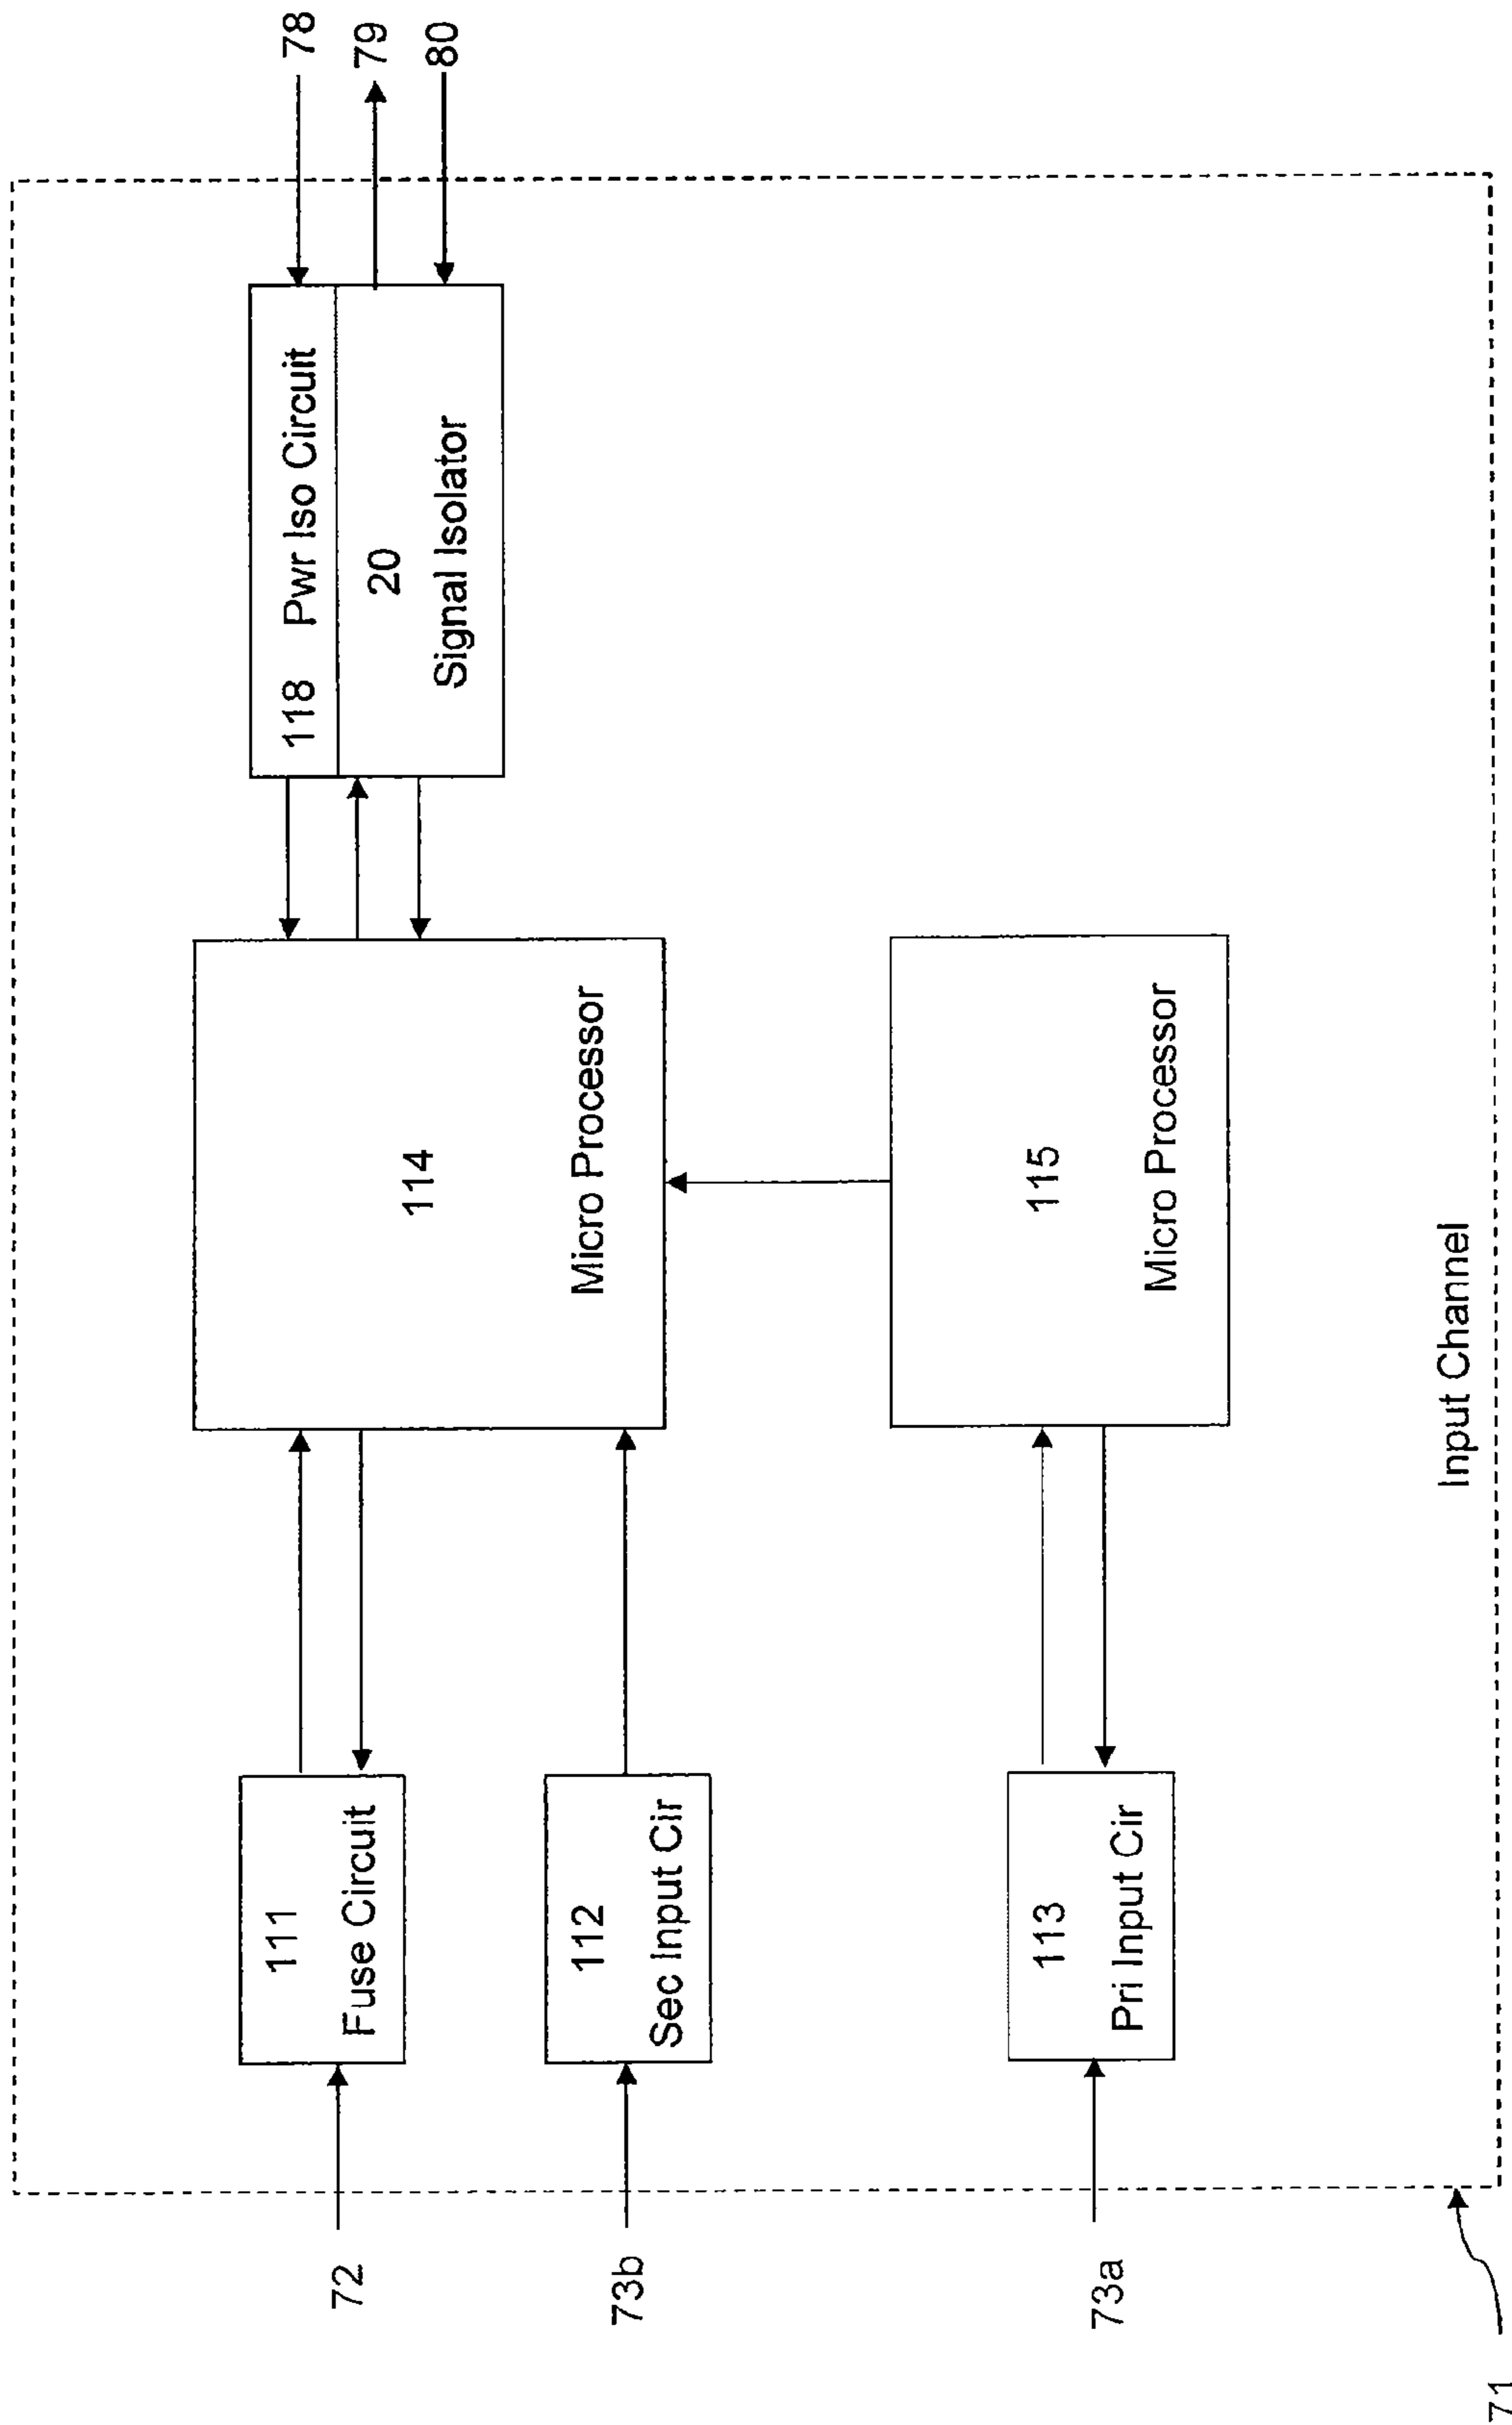 72
111
Fuse Circuit
114
Micro Processor
118 Pwr Iso Circuit
20
Signal Isolator
78
79
80
73b
112
Sec Input Cir
73a
113
Pri Input Cir
115
Micro Processor
Input Channel
71